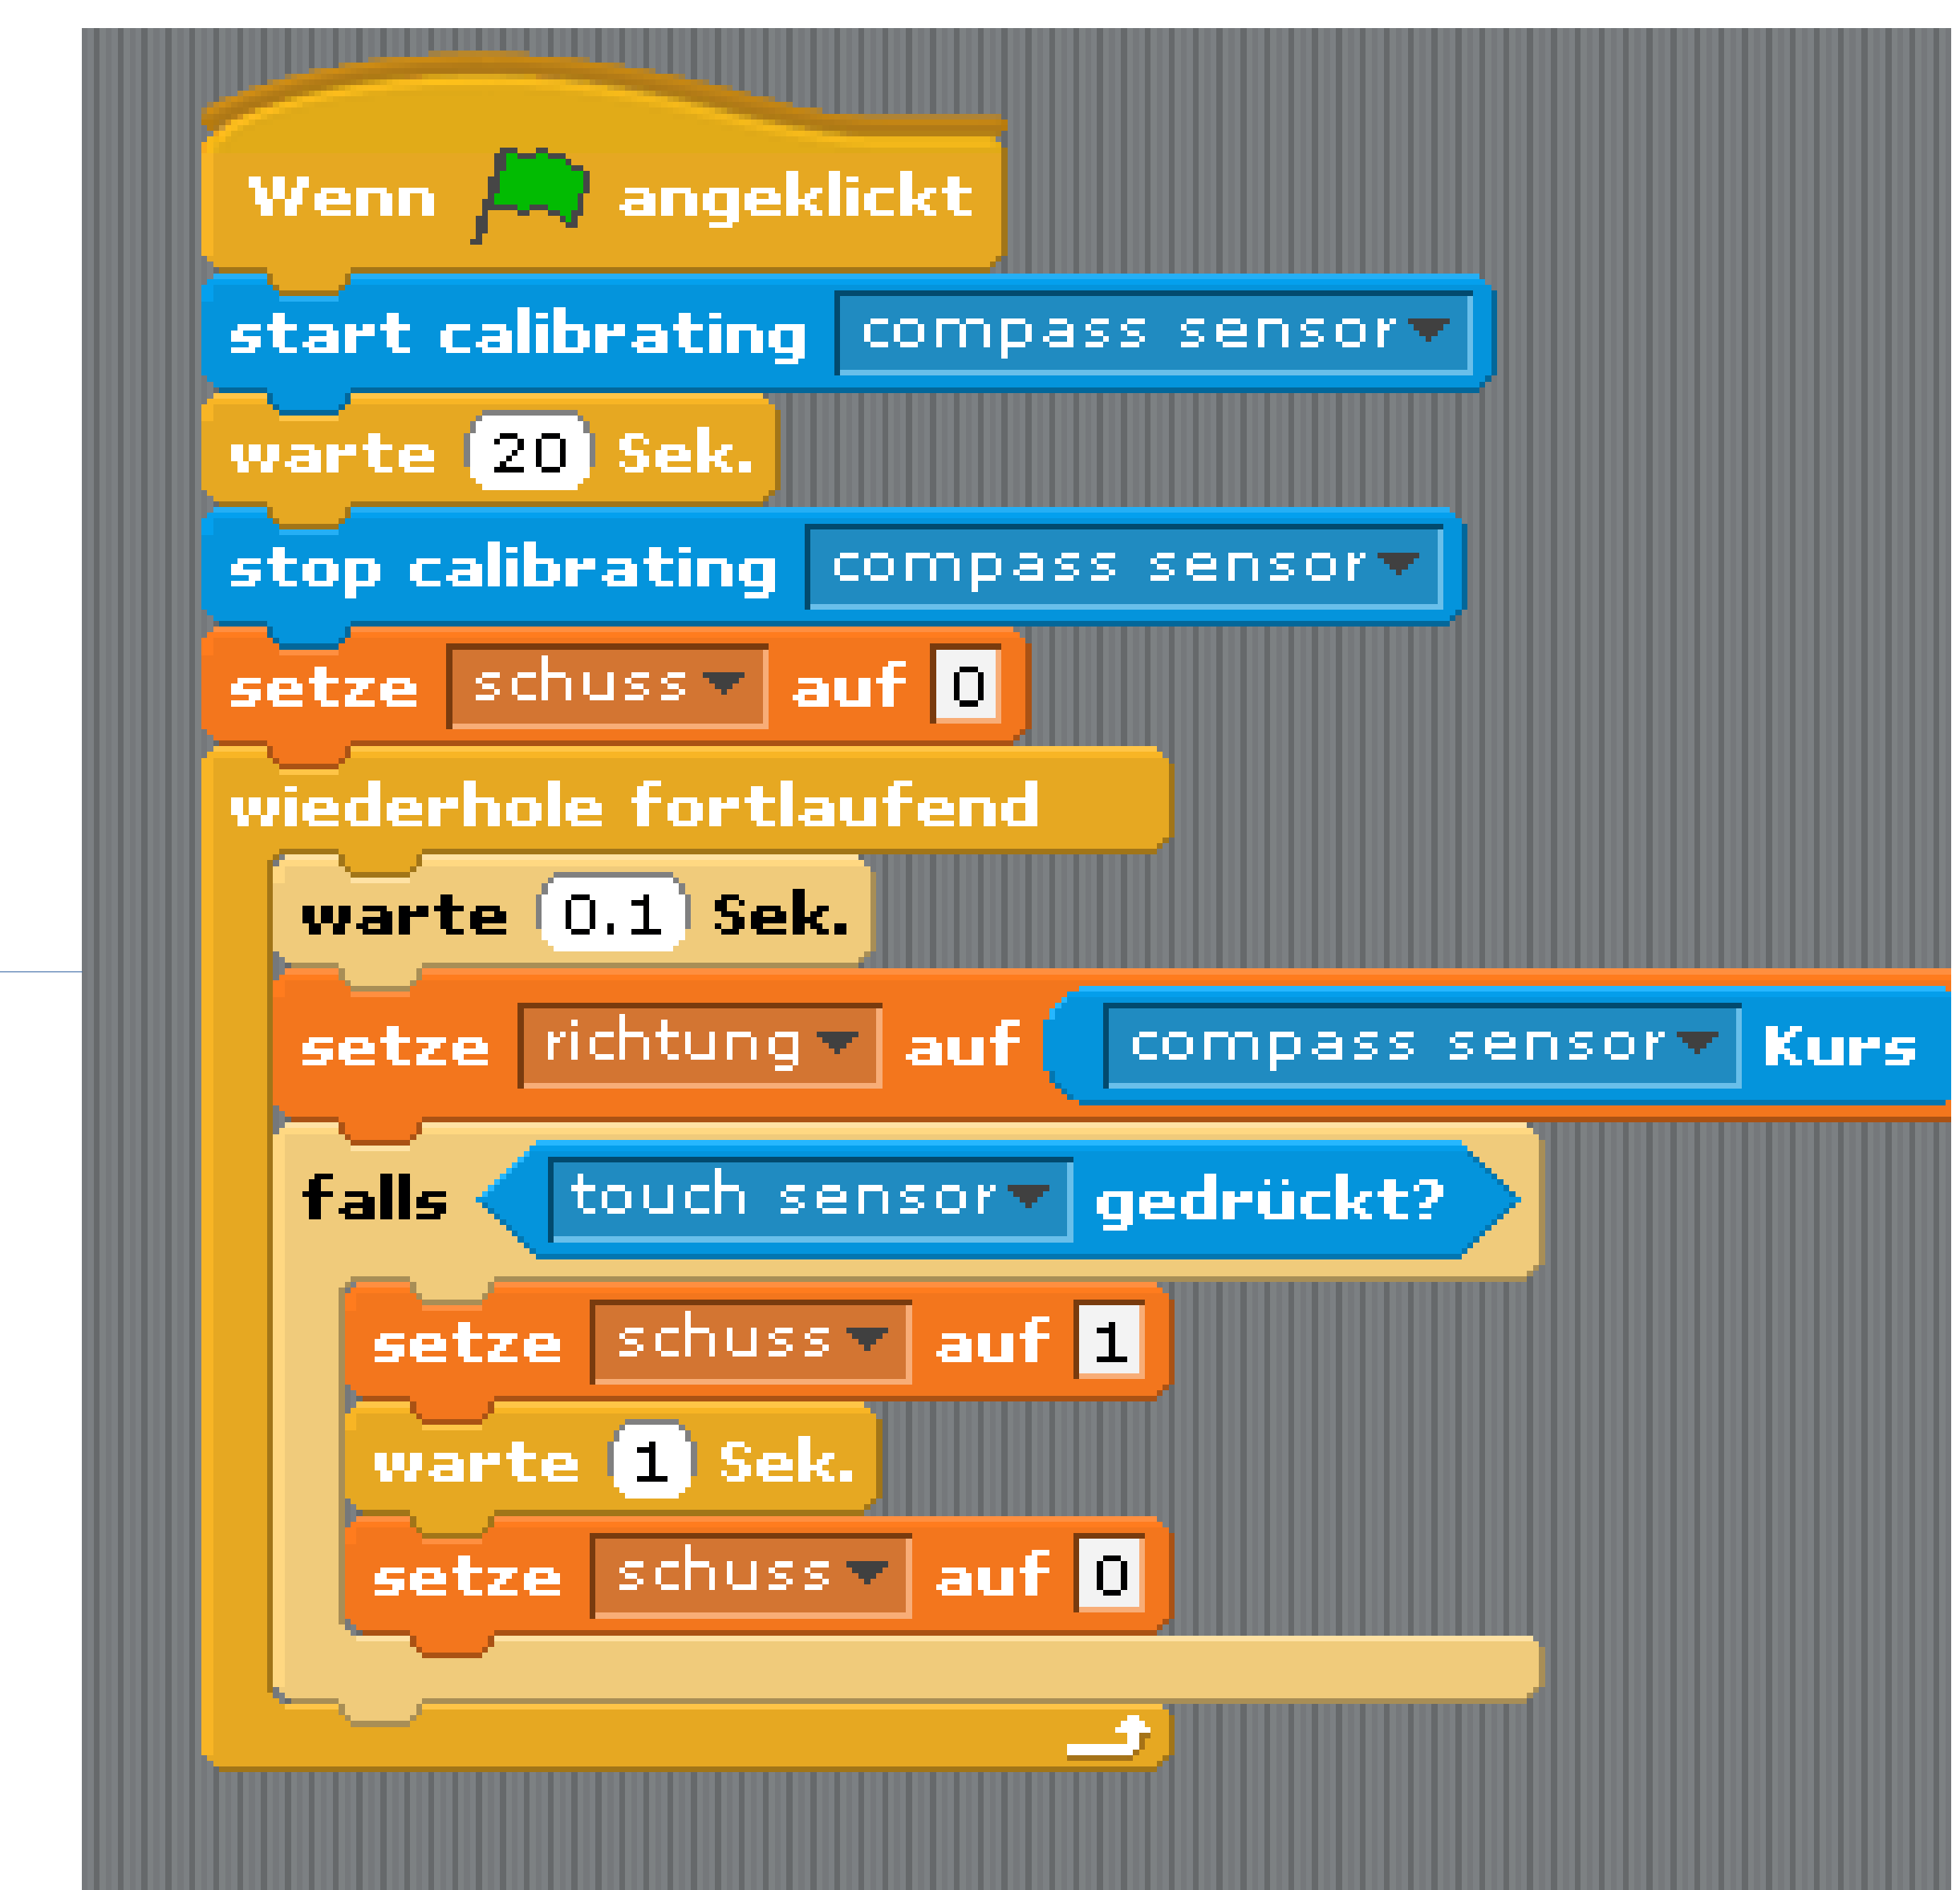 Wenn angeklickt
start calibrating compass sensor
warte 20 Sek.
stop calibrating compass sensor
setze schuss auf 0
wiederhole fortlaufend
warte 0.1 Sek.
setze richtung auf compass sensor Kurs
falls touch sensor gedrückt?
setze schuss auf 1
warte 1 Sek.
setze schuss auf 0